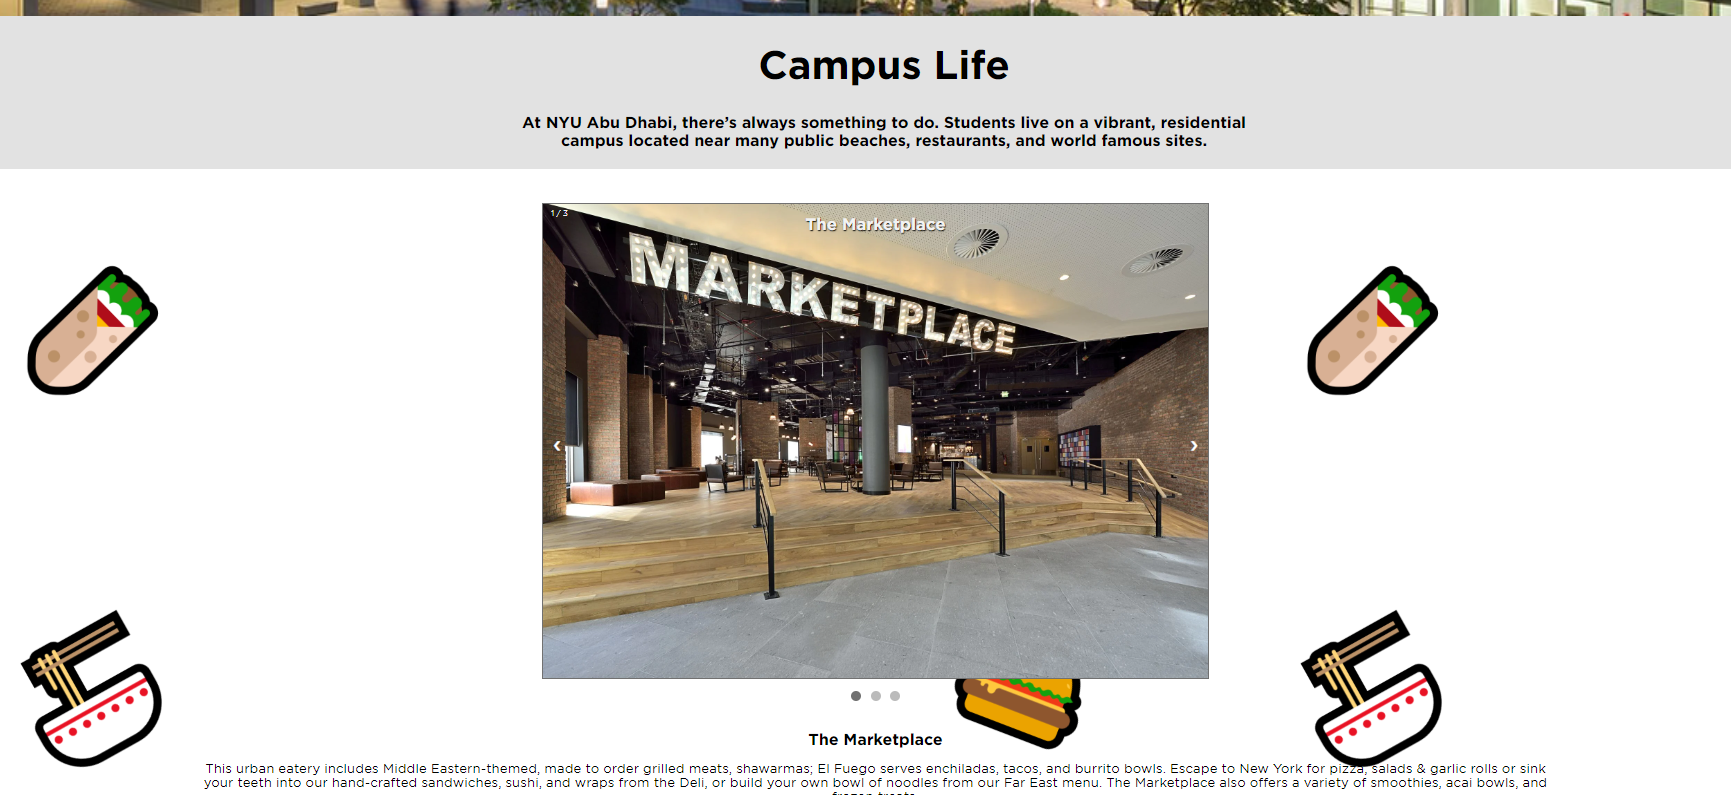 Campus Life
At NYU Abu Dhabi, there’s always something to do. Students live on a vibrant, residential
campus located near many public beaches, restaurants, and world famous sites.
1 / 3
The Marketplace
MARKETPLACE
‹ ›
The Marketplace
This urban eatery includes Middle Eastern-themed, made to order grilled meats, shawarmas; El Fuego serves enchiladas, tacos, and burrito bowls. Escape to New York for pizza, salads & garlic rolls or sink
your teeth into our hand-crafted sandwiches, sushi, and wraps from the Deli, or build your own bowl of noodles from our Far East menu. The Marketplace also offers a variety of smoothies, acai bowls, and
frozen treats